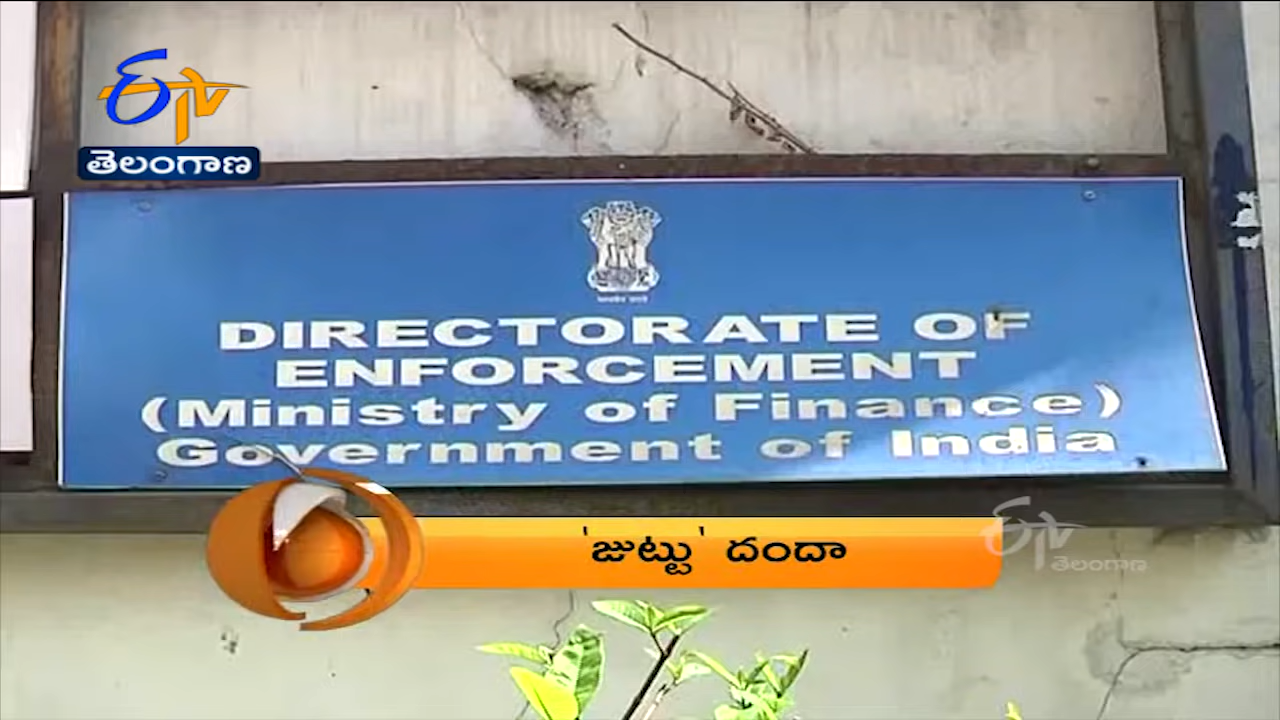 ETV
తెలంగాణ
DIRECTORATE OF
ENFORCEMENT
(Ministry of Finance)
Government of India
'జుట్టు' దందా
ETV
తెలంగాణ